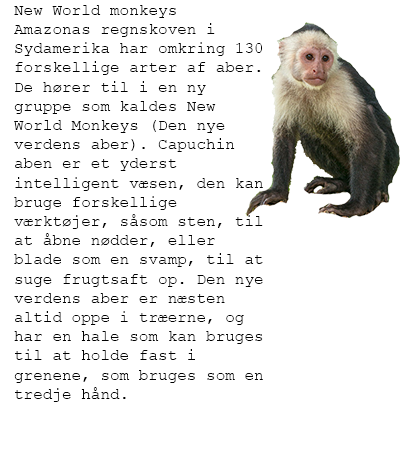 New World monkeys
Amazonas regnskoven i
Sydamerika har omkring 130
forskellige arter af aber.
De hører til i en ny
gruppe som kaldes New
World Monkeys (Den nye
verdens aber). Capuchin
aben er et yderst
intelligent væsen, den kan
bruge forskellige
værktøjer, såsom sten, til
at åbne nødder, eller
blade som en svamp, til at
suge frugtsaft op. Den nye
verdens aber er næsten
altid oppe i træerne, og
har en hale som kan bruges
til at holde fast i
grenene, som bruges som en
tredje hånd.